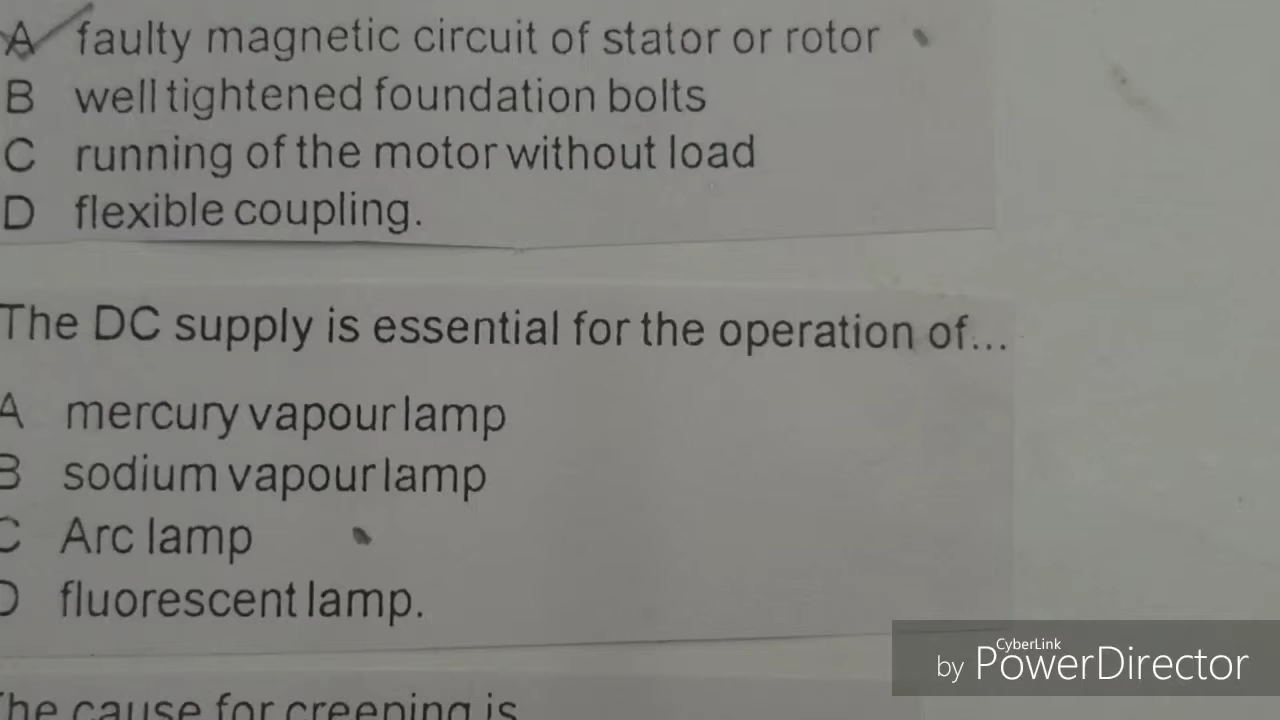 A faulty magnetic circuit of stator or rotor
B well tightened foundation bolts
C running of the motor without load
D flexible coupling.
The DC supply is essential for the operation of...
A mercury vapour lamp
B sodium vapour lamp
C Arc lamp
D fluorescent lamp.
The cause for creeping is
CyberLink
by PowerDirector